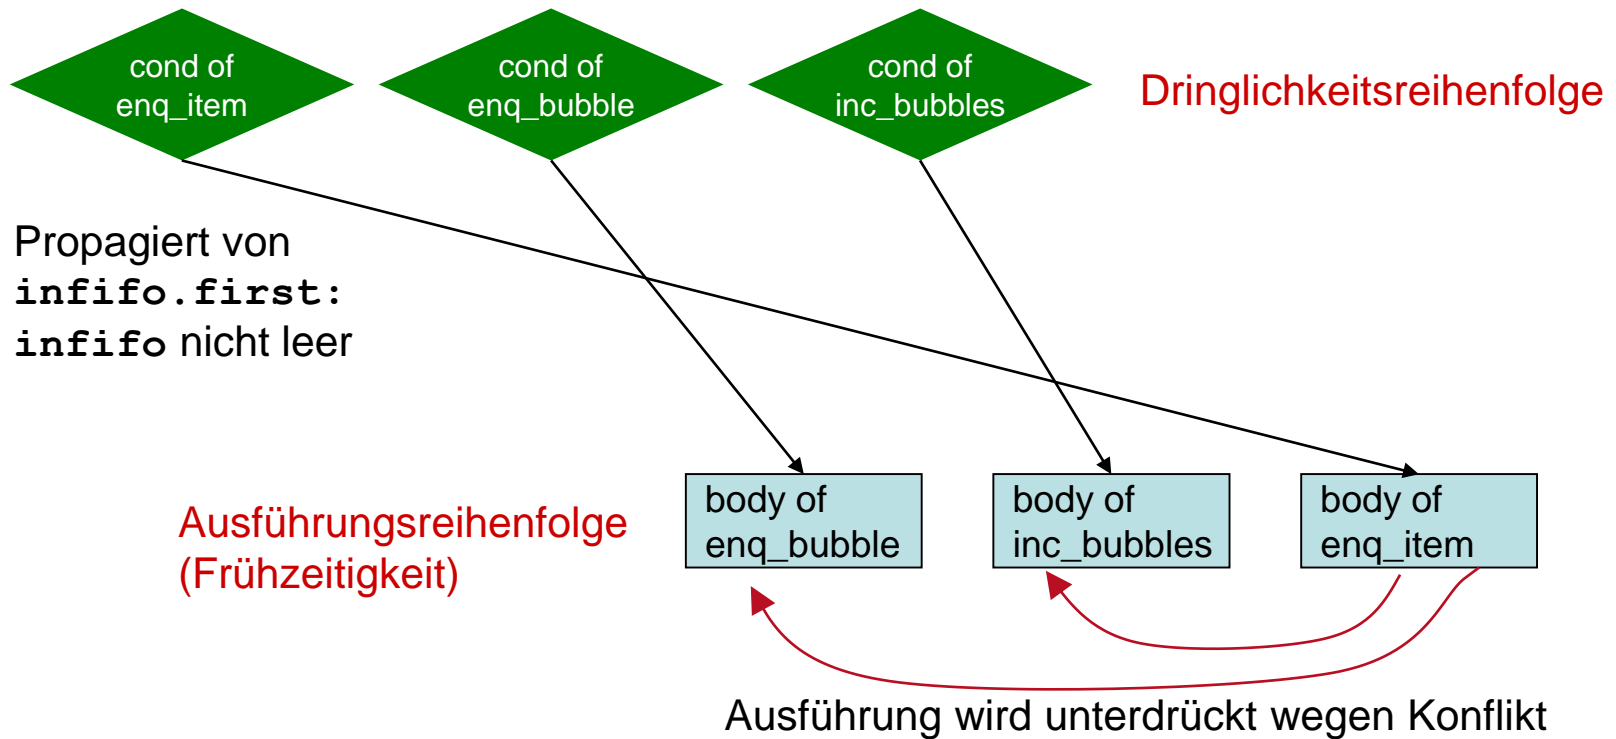 cond of
enq_item
cond of
enq_bubble
cond of
inc_bubbles
Dringlichkeitsreihenfolge
Propagiert von
infifo.first:
infifo nicht leer
Ausführungsreihenfolge
(Frühzeitigkeit)
body of
enq_bubble
body of
inc_bubbles
body of
enq_item
Ausführung wird unterdrückt wegen Konflikt